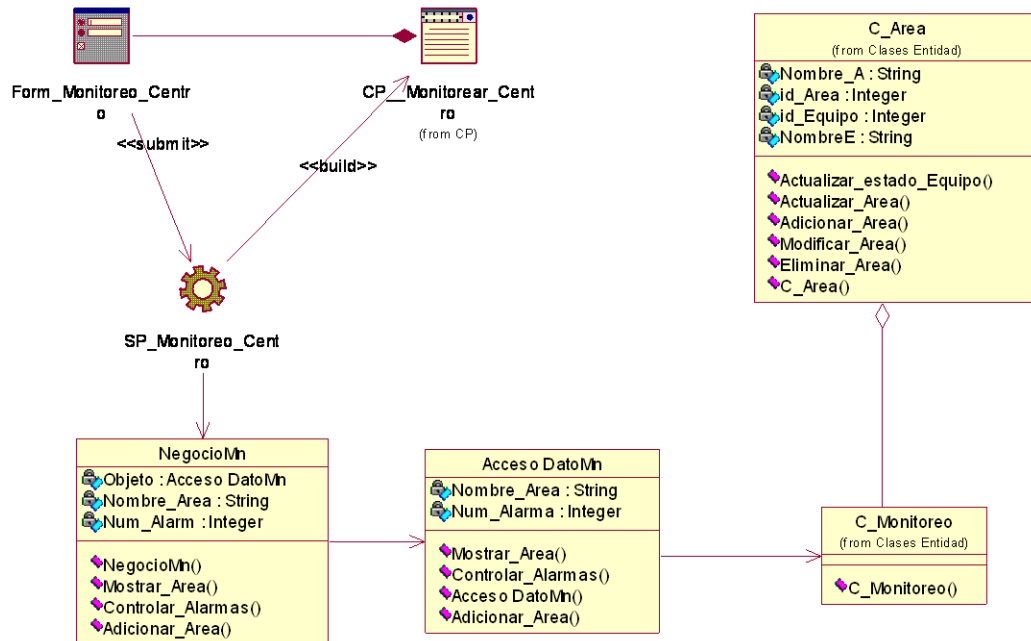 Form_Monitoreo_Centr
o
CP__Monitorear_Cent
ro
(from CP)
<<submit>>
<<build>>
SP_Monitoreo_Cent
ro
C_Area
(from Clases Entidad)
Nombre_A : String
id_Area : Integer
id_Equipo : Integer
NombreE : String
Actualizar_estado_Equipo()
Actualizar_Area()
Adicionar_Area()
Modificar_Area()
Eliminar_Area()
C_Area()
NegocioMn
Objeto : Acceso DatoMn
Nombre_Area : String
Num_Alarm : Integer
NegocioMn()
Mostrar_Area()
Controlar_Alarmas()
Adicionar_Area()
Acceso DatoMn
Nombre_Area : String
Num_Alarma : Integer
Mostrar_Area()
Controlar_Alarmas()
Acceso DatoMn()
Adicionar_Area()
C_Monitoreo
(from Clases Entidad)
C_Monitoreo()